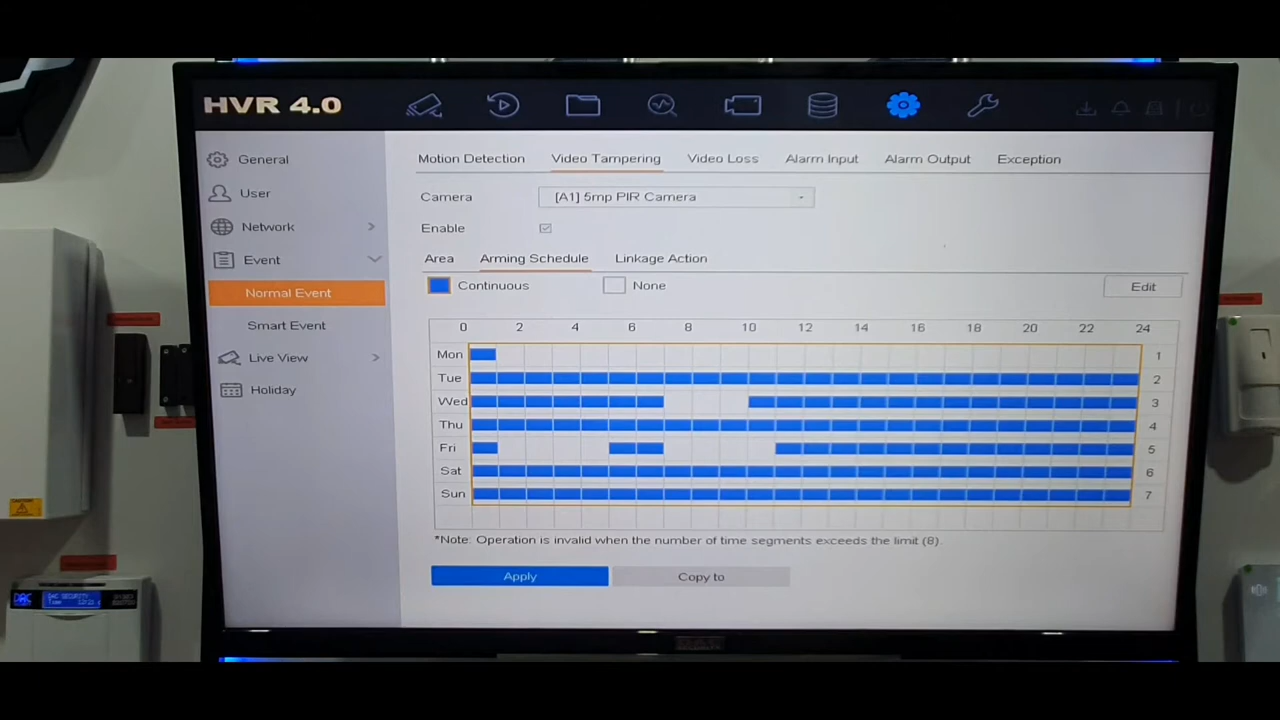 HVR 4.0
General
User
Network
Event
Normal Event
Smart Event
Live View
Holiday
Motion Detection Video Tampering Video Loss Alarm Input Alarm Output Exception
Camera [A1] 5mp PIR Camera
Enable
Area Arming Schedule Linkage Action
Continuous None Edit
0 2 4 6 8 10 12 14 16 18 20 22 24
Mon 1
Tue 2
Wed 3
Thu 4
Fri 5
Sat 6
Sun 7
*Note: Operation is invalid when the number of time segments exceeds the limit (8).
Apply Copy to
DAC SECURITY